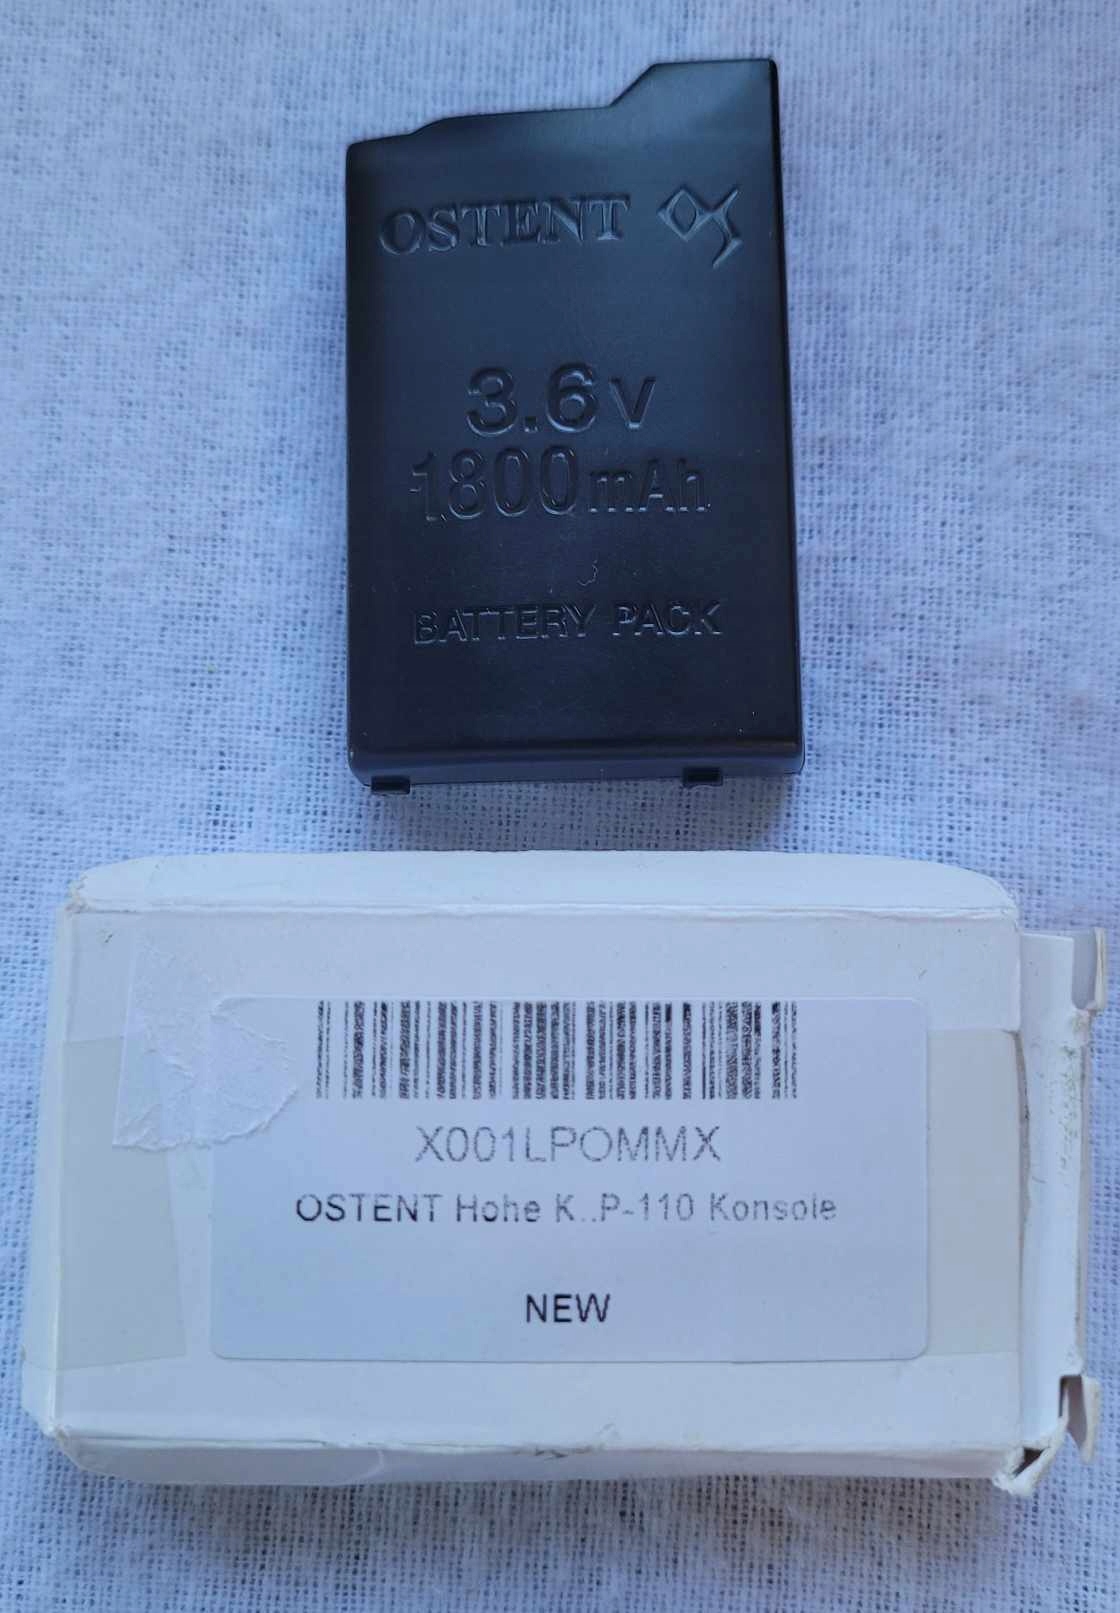 OSTENT
3.6V
1800mAh
BATTERY PACK
X001LPOMMX
OSTENT Hohe K..P-110 Konsole
NEW